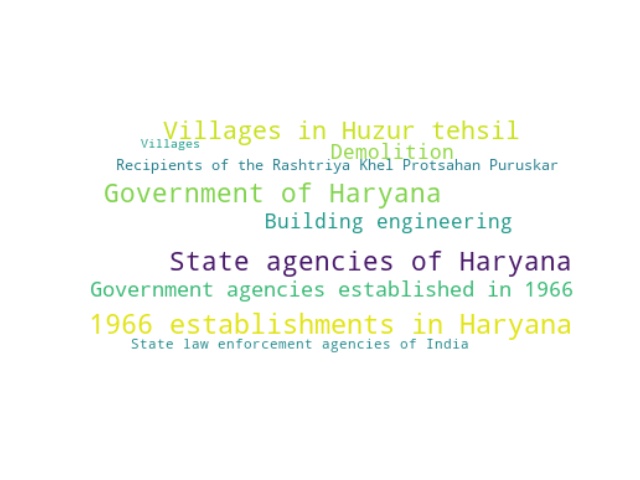 Villages in Huzur tehsil
Villages
Demolition
Recipients of the Rashtriya Khel Protsahan Puruskar
Government of Haryana
Building engineering
State agencies of Haryana
Government agencies established in 1966
1966 establishments in Haryana
State law enforcement agencies of India